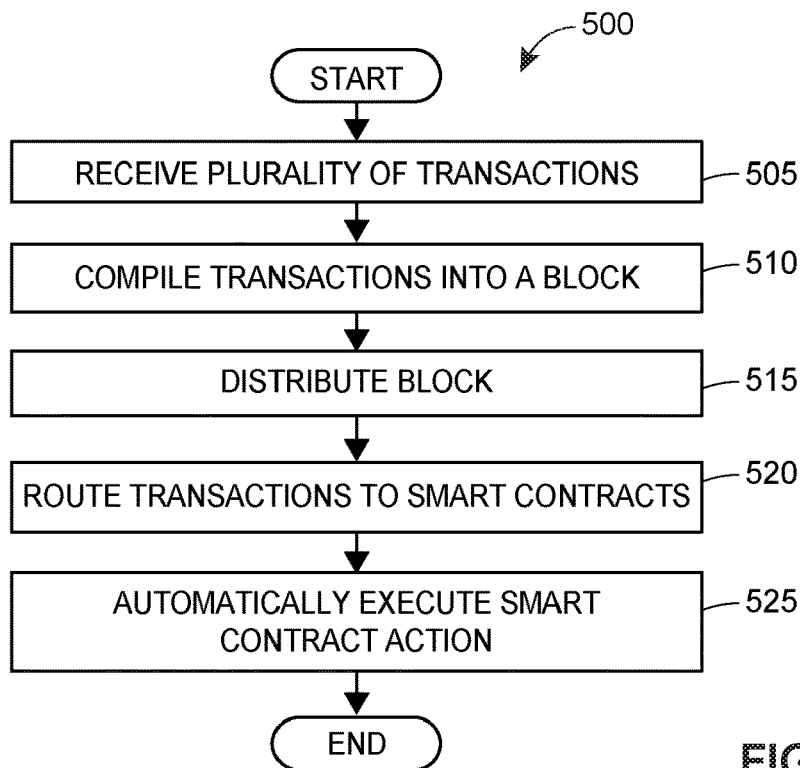 500
START
RECEIVE PLURALITY OF TRANSACTIONS
505
COMPILE TRANSACTIONS INTO A BLOCK
510
DISTRIBUTE BLOCK
515
ROUTE TRANSACTIONS TO SMART CONTRACTS
520
AUTOMATICALLY EXECUTE SMART
CONTRACT ACTION
525
END
FIG